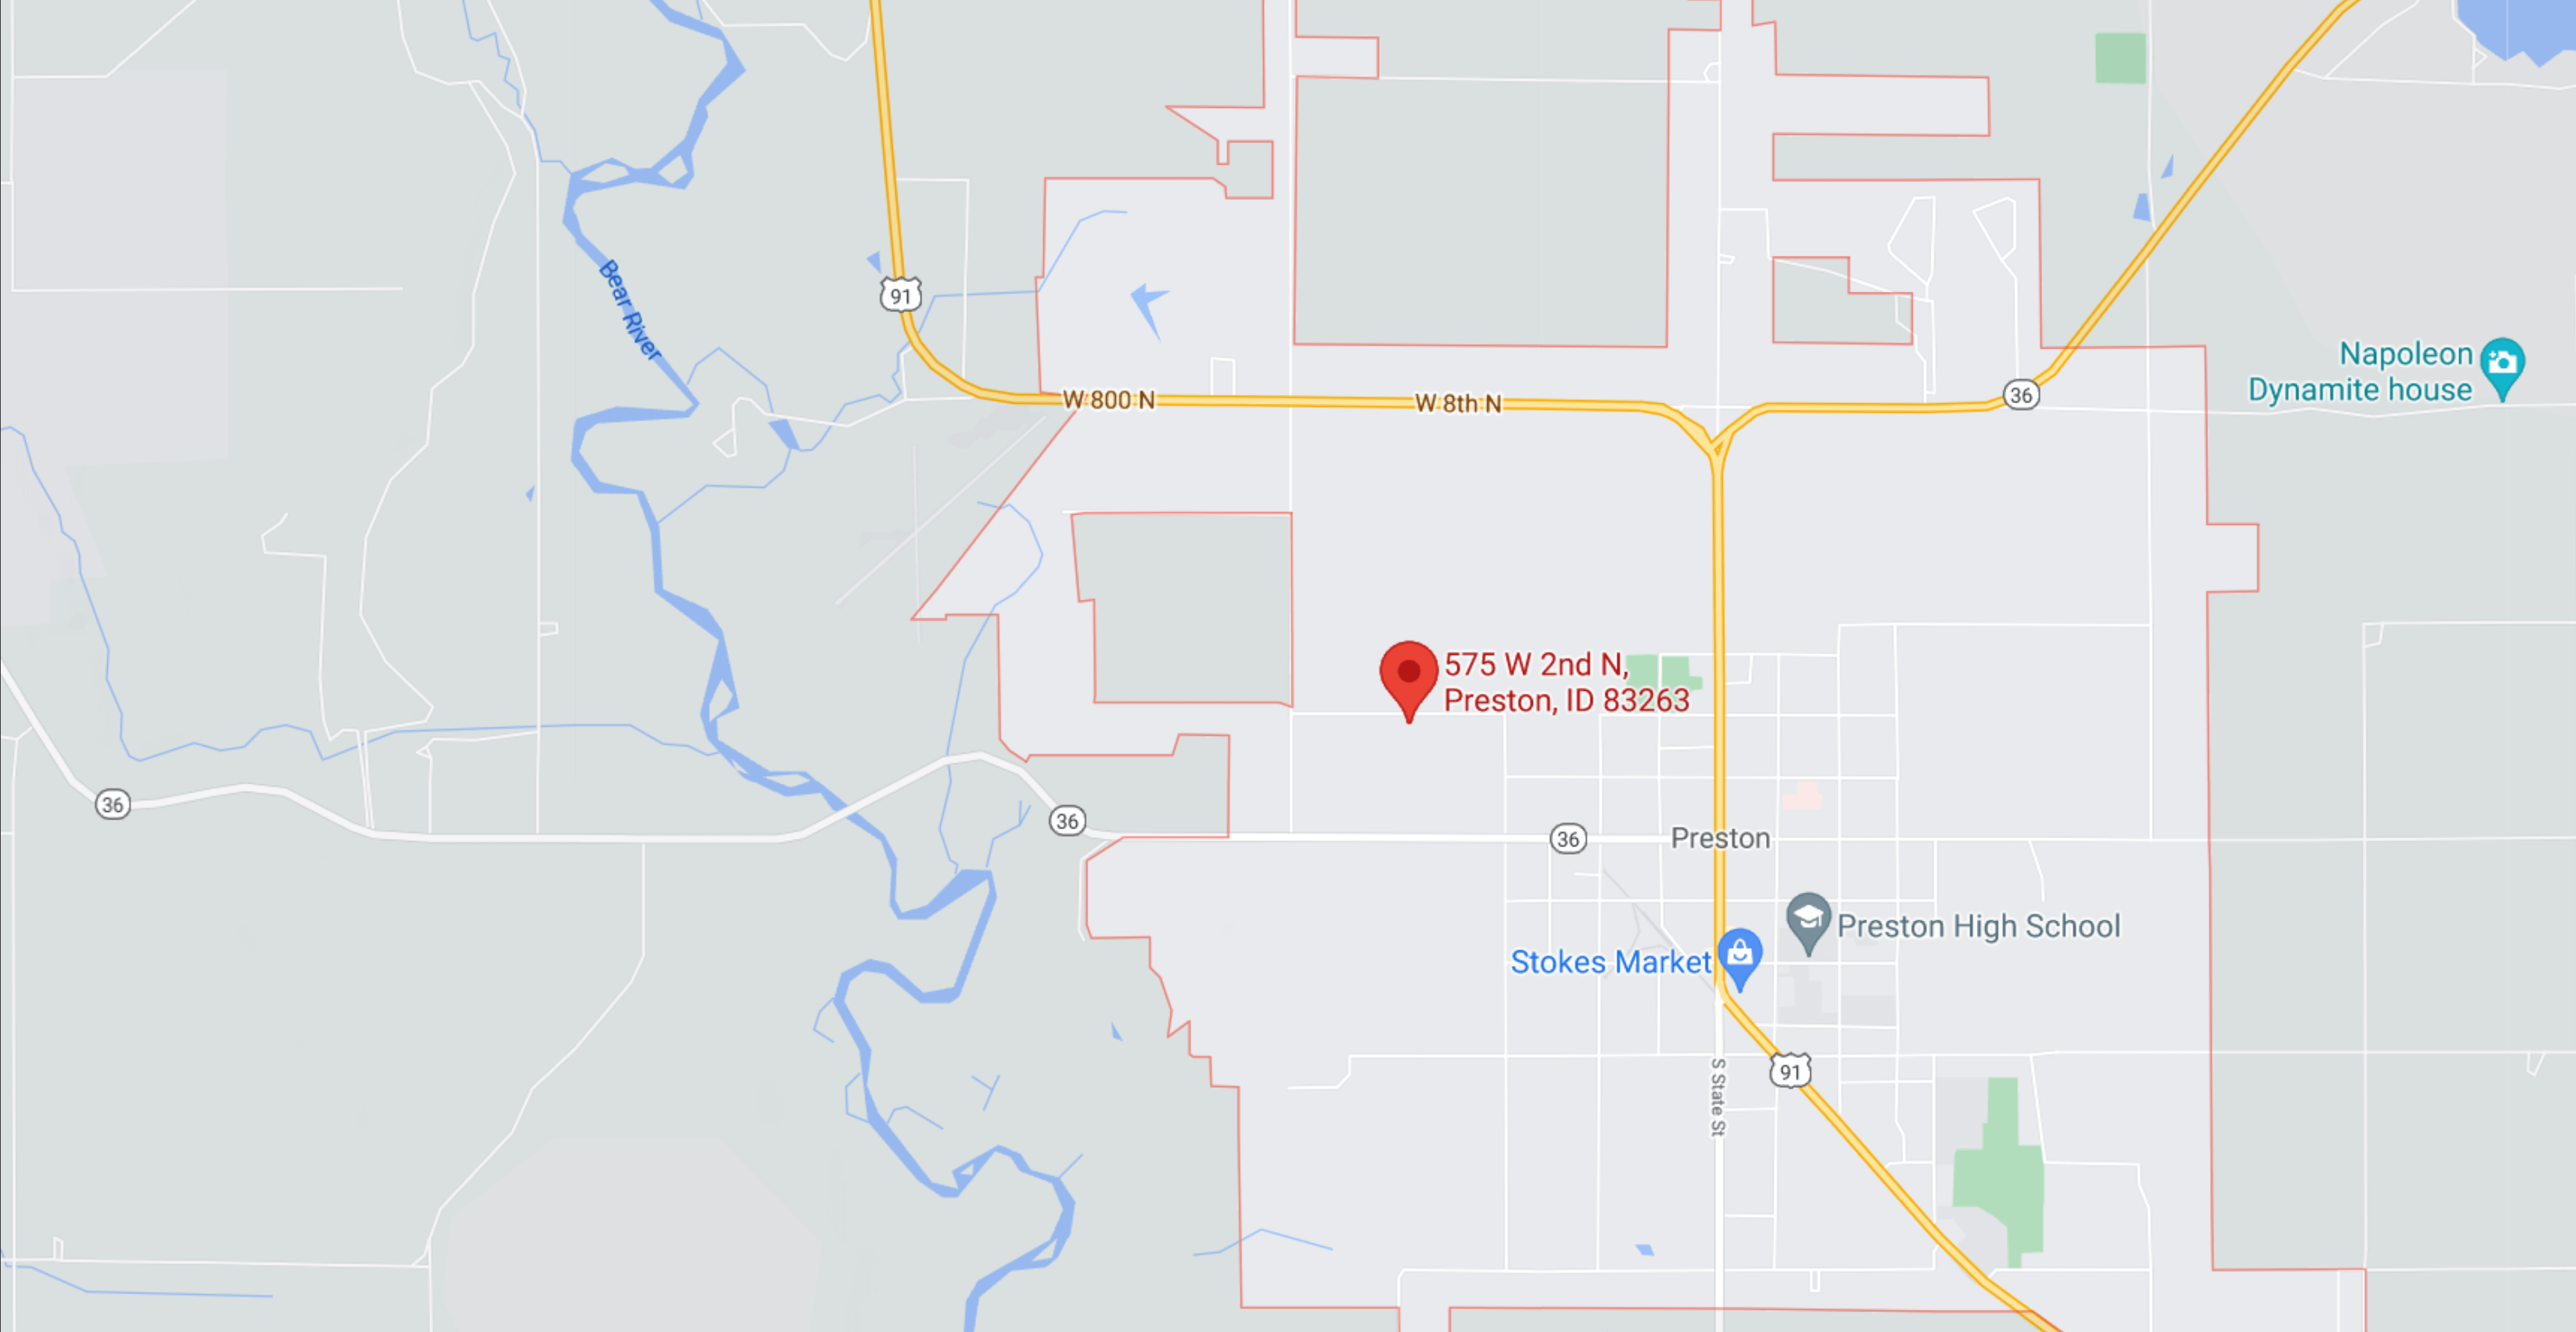 91
Bear River
W 800 N
W 8th N
36
Napoleon
Dynamite house
575 W 2nd N,
Preston, ID 83263
36
36
36
Preston
Preston High School
Stokes Market
91
S State St